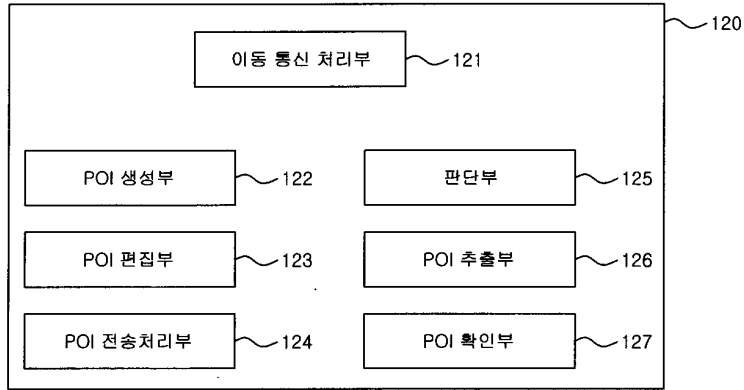 120
이동 통신 처리부 121
POI 생성부 122 판단부 125
POI 편집부 123 POI 추출부 126
POI 전송처리부 124 POI 확인부 127